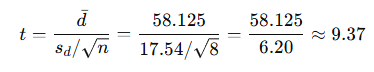 t = d̄ / (s_d/√n) = 58.125 / (17.54/√8) = 58.125 / 6.20 ≈ 9.37